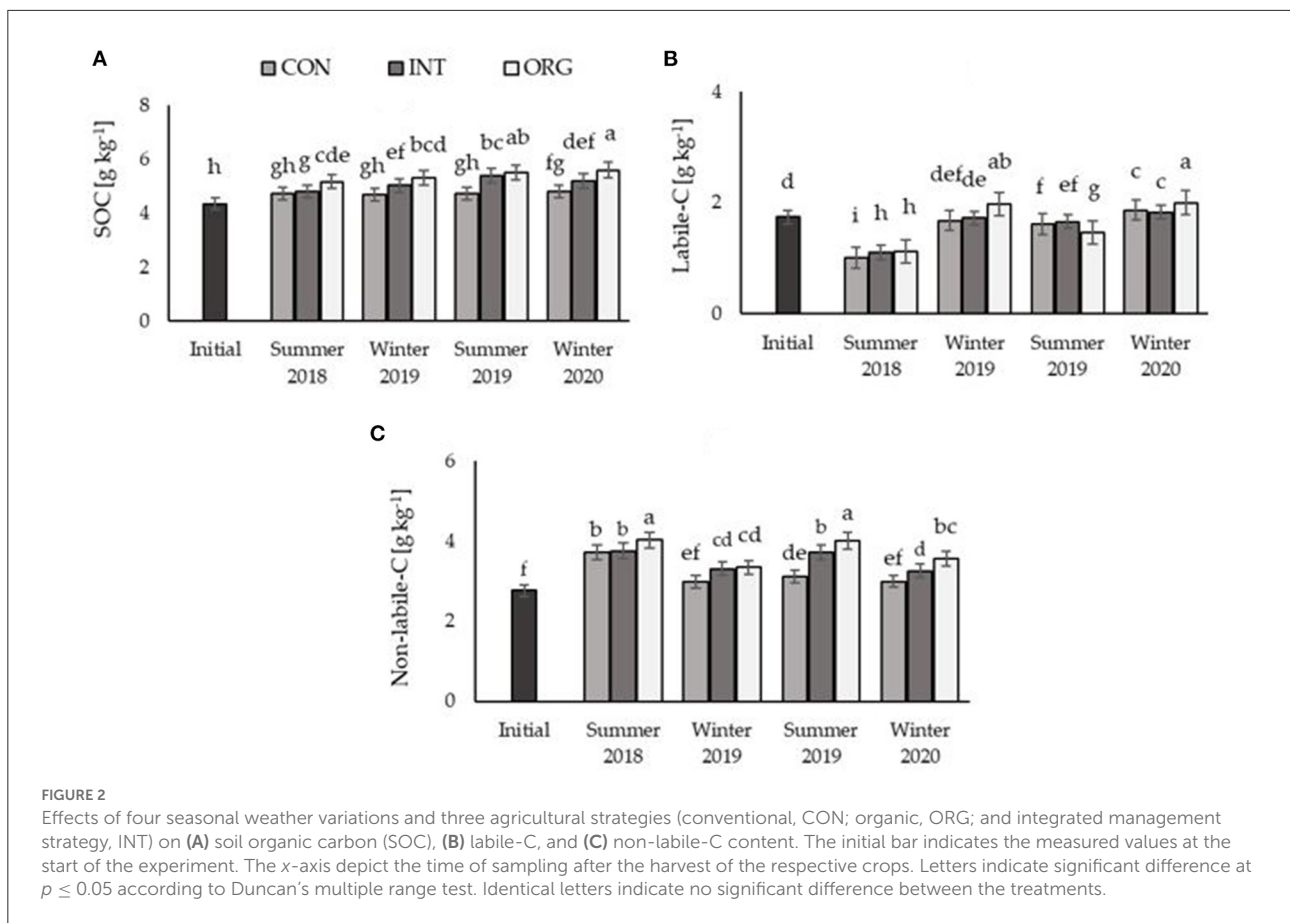 A
CON INT ORG
SOC [g kg⁻¹]
8
6
4
2
0
h
gh g cde
gh ef bcd
gh bc ab
fg def a
Initial Summer Winter Summer Winter
2018 2019 2019 2020
B
Labile-C [g kg⁻¹]
4
2
0
d
i h h
def de ab
f ef g
c c a
Initial Summer Winter Summer Winter
2018 2019 2019 2020
C
Non-labile-C [g kg⁻¹]
6
4
2
0
f
b b a
ef cd cd
de b a
ef d bc
Initial Summer Winter Summer Winter
2018 2019 2019 2020
FIGURE 2
Effects of four seasonal weather variations and three agricultural strategies (conventional, CON; organic, ORG; and integrated management
strategy, INT) on (A) soil organic carbon (SOC), (B) labile-C, and (C) non-labile-C content. The initial bar indicates the measured values at the
start of the experiment. The x-axis depict the time of sampling after the harvest of the respective crops. Letters indicate significant difference at
p ≤ 0.05 according to Duncan's multiple range test. Identical letters indicate no significant difference between the treatments.